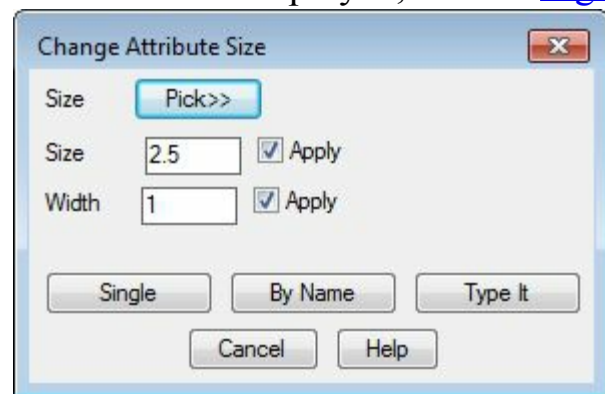 Change Attribute Size
Size Pick>>
Size 2.5 Apply
Width 1 Apply
Single By Name Type It
Cancel Help